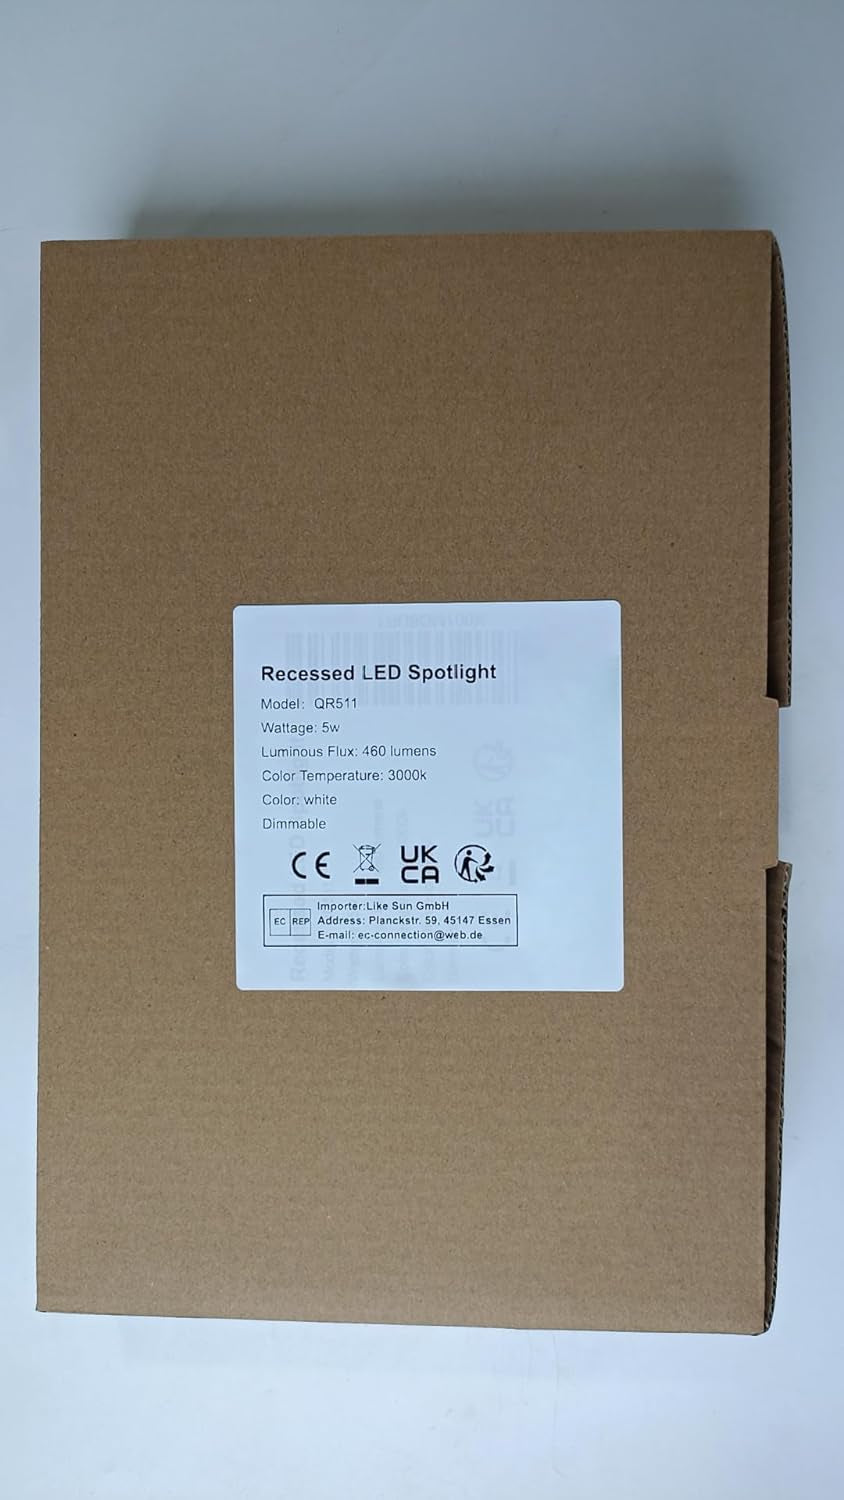 Recessed LED Spotlight
Model: QR511
Wattage: 5w
Luminous Flux: 460 lumens
Color Temperature: 3000k
Color: white
Dimmable
CE
UK
CA
EC REP
Importer:Like Sun GmbH
Address: Planckstr. 59, 45147 Essen
E-mail: ec-connection@web.de